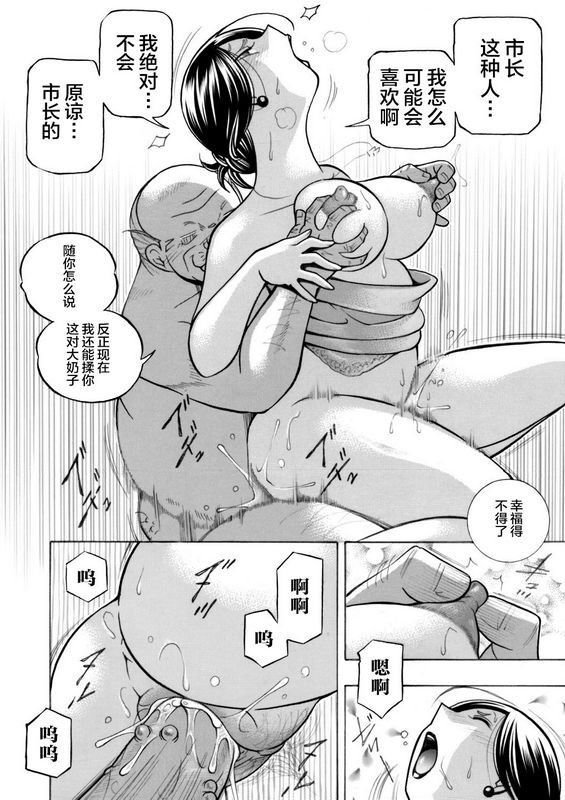 市长
这种人…
我怎么
可能会
喜欢啊
我绝对…
不会
原谅…
市长的
随你怎么说
反正现在
我还能揉你
这对大奶子
幸福得
不得了
啊啊
呜
呜
呜呜
嗯啊